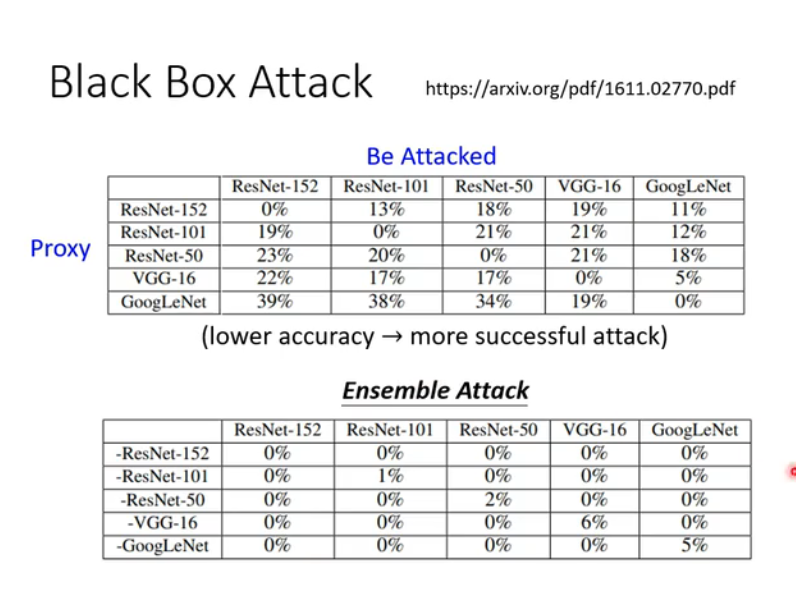 Black Box Attack https://arxiv.org/pdf/1611.02770.pdf
Be Attacked
ResNet-152 ResNet-101 ResNet-50 VGG-16 GoogLeNet
ResNet-152 0% 13% 18% 19% 11%
ResNet-101 19% 0% 21% 21% 12%
Proxy
ResNet-50 23% 20% 0% 21% 18%
VGG-16 22% 17% 17% 0% 5%
GoogLeNet 39% 38% 34% 19% 0%
(lower accuracy → more successful attack)
Ensemble Attack
ResNet-152 ResNet-101 ResNet-50 VGG-16 GoogLeNet
-ResNet-152 0% 0% 0% 0% 0%
-ResNet-101 0% 1% 0% 0% 0%
-ResNet-50 0% 0% 2% 0% 0%
-VGG-16 0% 0% 0% 6% 0%
-GoogLeNet 0% 0% 0% 0% 5%